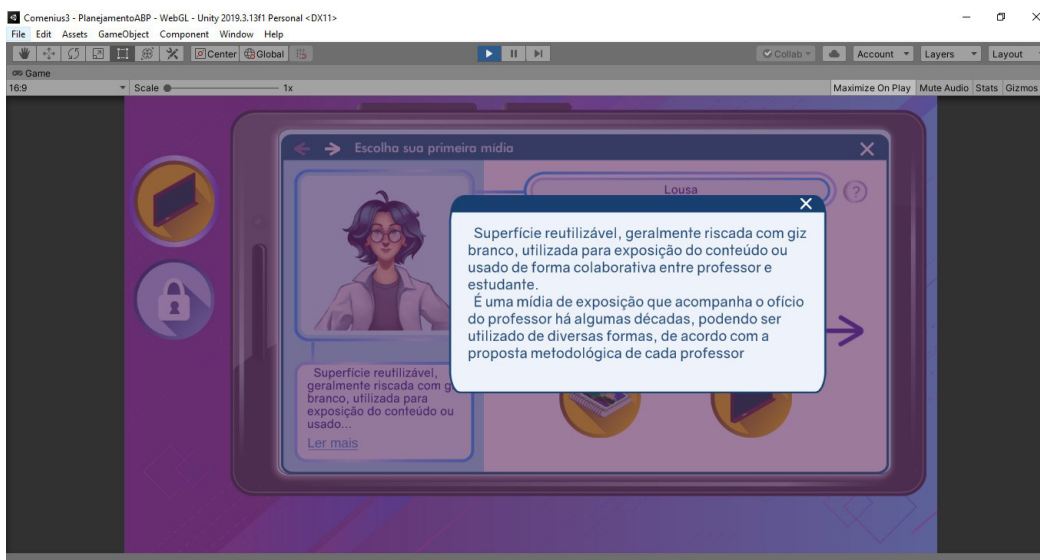 Comenius3 - PlanejamentoABP - WebGL - Unity 2019.3.13f1 Personal <DX11>
File Edit Assets GameObject Component Window Help
Center Global Collab Account Layers Layout
Game
16:9 Scale 1x Maximize On Play Mute Audio Stats Gizmos
Escolha sua primeira mídia
Lousa
?
Superfície reutilizável, geralmente riscada com giz
branco, utilizada para exposição do conteúdo ou
usado de forma colaborativa entre professor e
estudante.
É uma mídia de exposição que acompanha o ofício
do professor há algumas décadas, podendo ser
utilizado de diversas formas, de acordo com a
proposta metodológica de cada professor
2
Superfície reutilizável,
geralmente riscada com g
branco, utilizada para
exposição do conteúdo ou
usado...
Ler mais